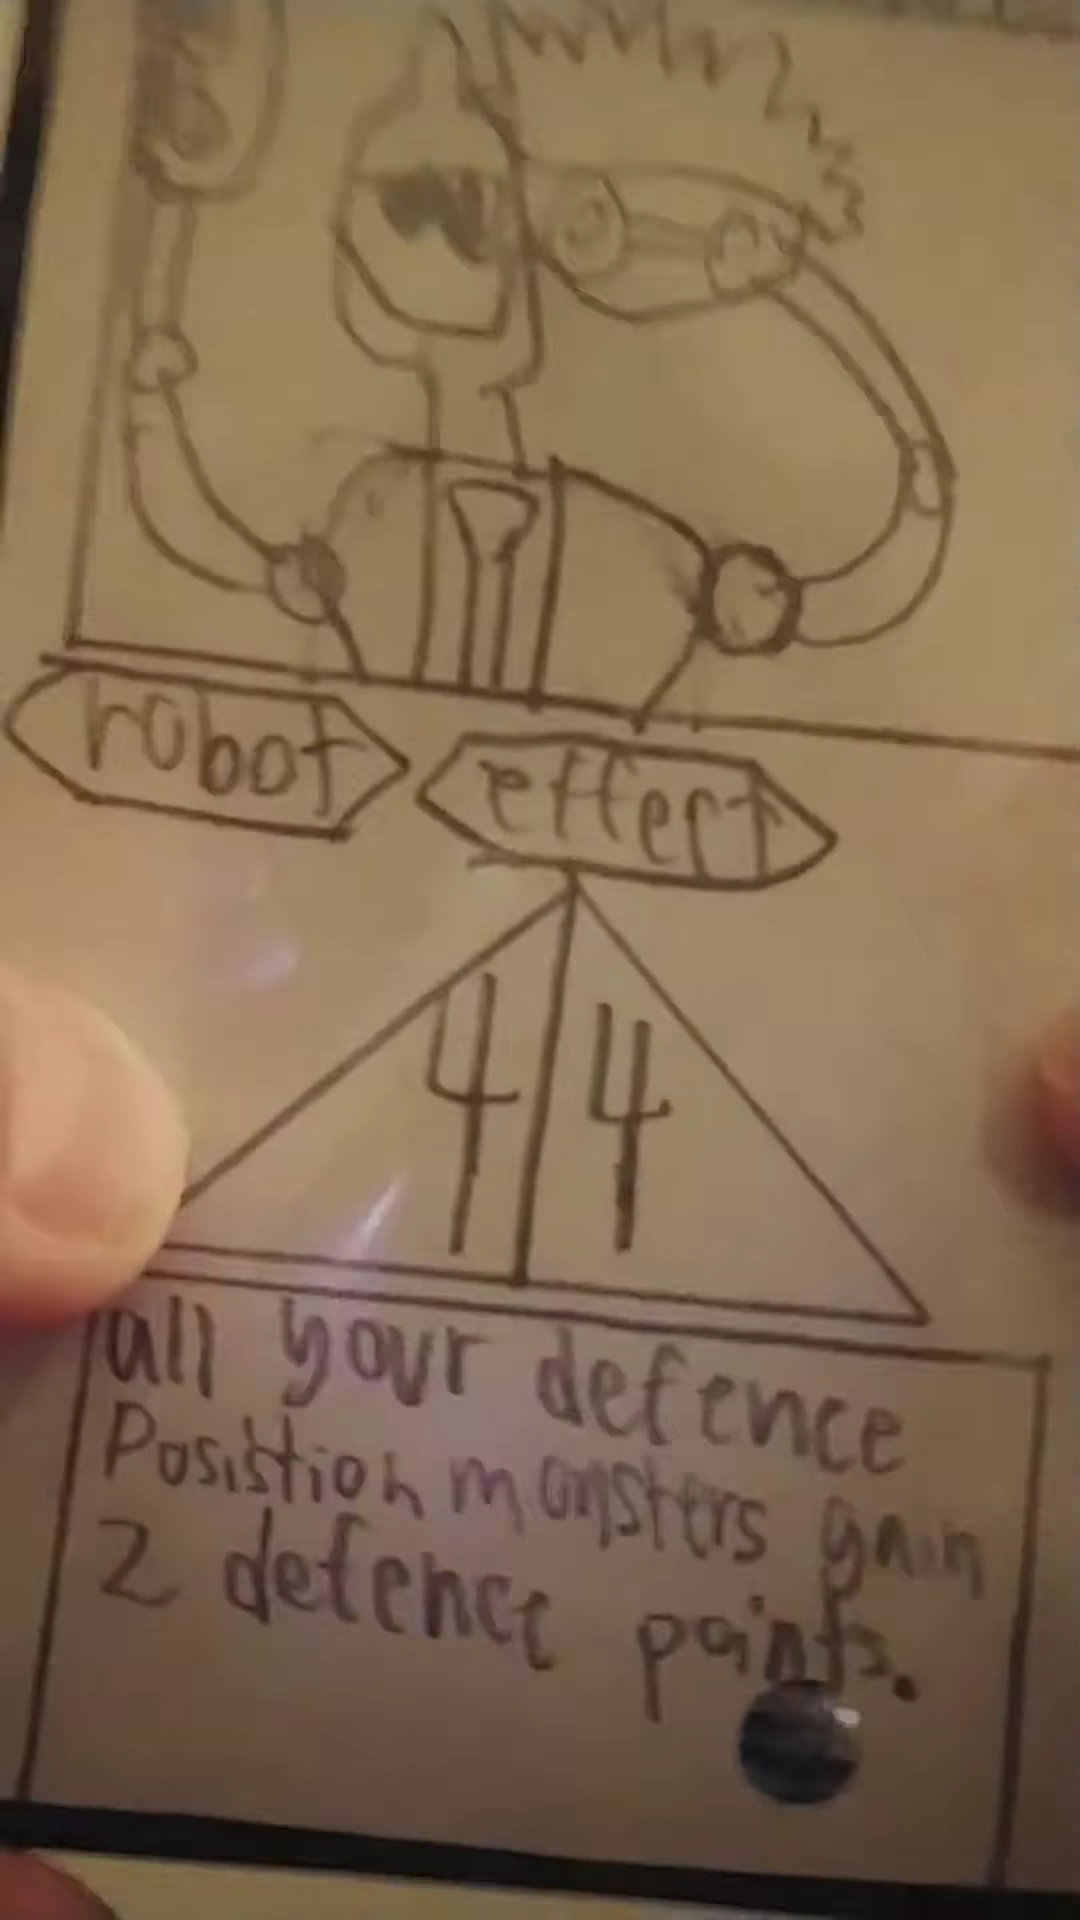 robot
effect
4 4
all your defence
Posistion monsters gain
2 defence points.